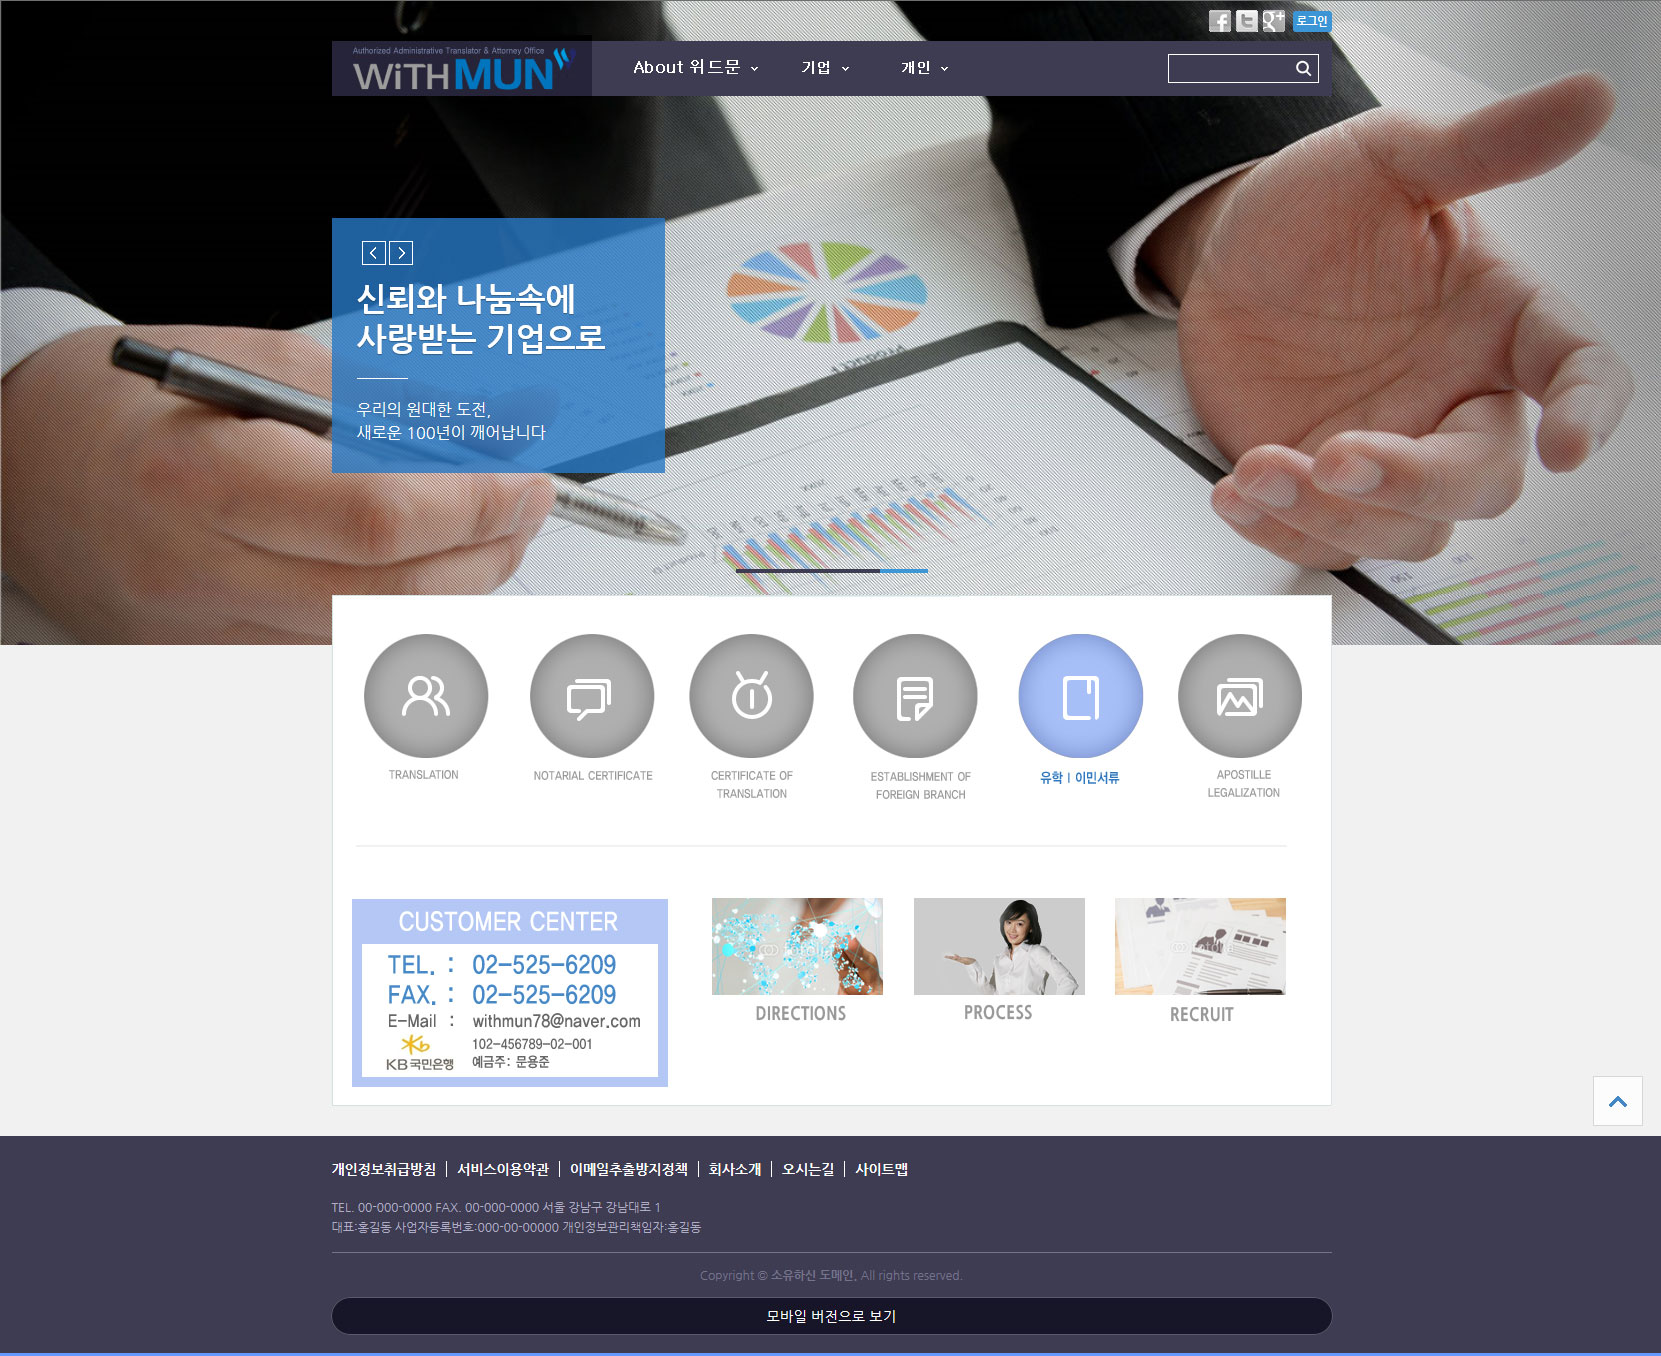 로그인
Authorized Administrative Translator & Attorney Office
WiTHMUN
About 위드문
기업
개인
신뢰와 나눔속에
사랑받는 기업으로
우리의 원대한 도전,
새로운 100년이 깨어납니다
TRANSLATION
NOTARIAL CERTIFICATE
CERTIFICATE OF
TRANSLATION
ESTABLISHMENT OF
FOREIGN BRANCH
유학 | 이민서류
APOSTILLE
LEGALIZATION
CUSTOMER CENTER
TEL. : 02-525-6209
FAX. : 02-525-6209
E-Mail : withmun78@naver.com
KB국민은행
102-456789-02-001
예금주: 문용준
DIRECTIONS
PROCESS
RECRUIT
개인정보취급방침 | 서비스이용약관 | 이메일추출방지정책 | 회사소개 | 오시는길 | 사이트맵
TEL. 00-000-0000 FAX. 00-000-0000 서울 강남구 강남대로 1
대표:홍길동 사업자등록번호:000-00-00000 개인정보관리책임자:홍길동
Copyright © 소유하신 도메인. All rights reserved.
모바일 버전으로 보기